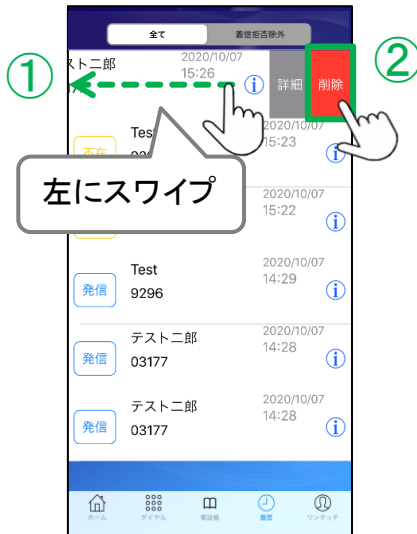 全て 着信拒否除外
① ②
スト二郎 2020/10/07
15:26
詳細 削除
Test 2020/10/07
不在 15:23
左にスワイプ
2020/10/07
15:22
Test 2020/10/07
発信 9296 14:29
テスト二郎 2020/10/07
発信 03177 14:28
テスト二郎 2020/10/07
発信 03177 14:28
ホーム ダイヤル 電話帳 履歴 ワンタッチ